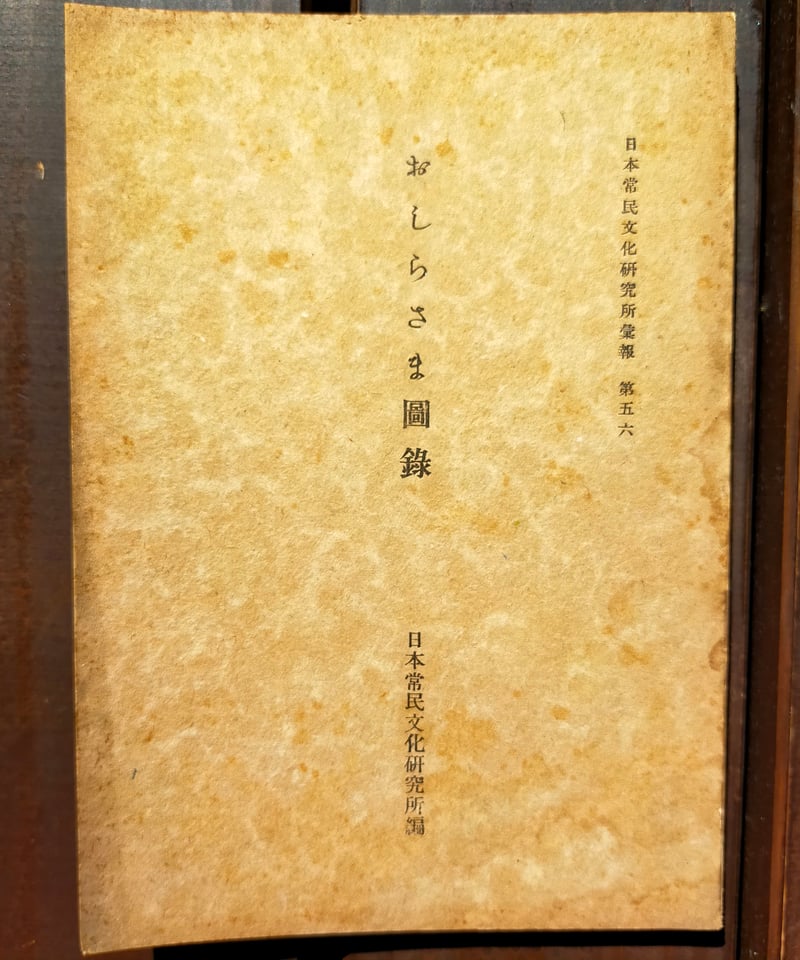 日本常民文化研究所彙報 第五六
おしらさま圖錄
日本常民文化研究所編